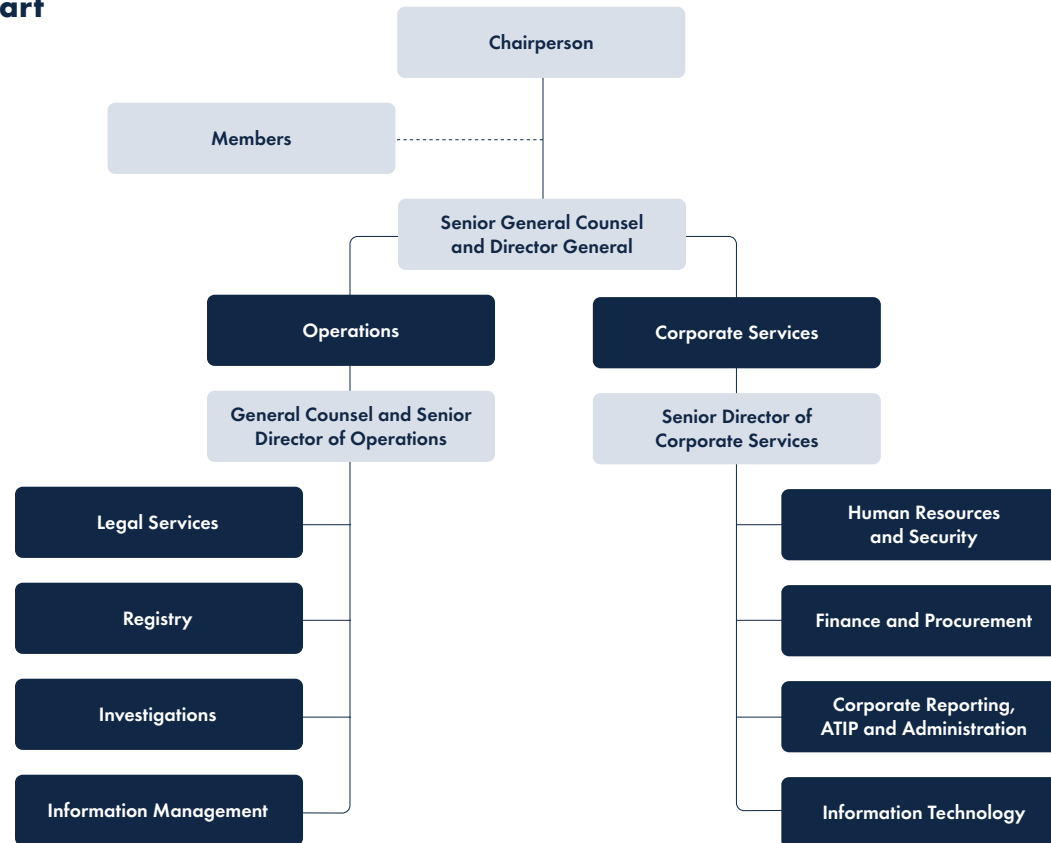 art
Chairperson
Members
Senior General Counsel
and Director General
Operations
Corporate Services
General Counsel and Senior
Director of Operations
Senior Director of
Corporate Services
Legal Services
Registry
Investigations
Information Management
Human Resources
and Security
Finance and Procurement
Corporate Reporting,
ATIP and Administration
Information Technology